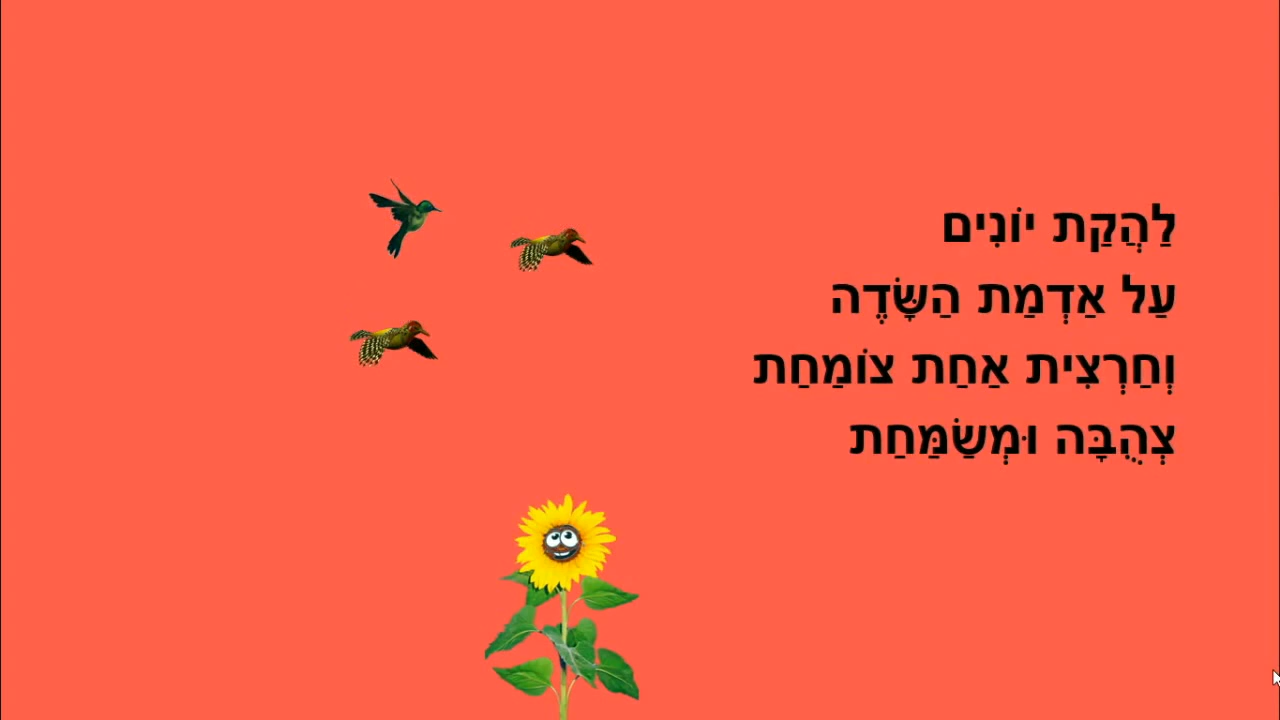 לַהֲקַת יוֹנִים
עַל אַדְמַת הַשָּׂדֶה
וְחַרְצִית אַחַת צוֹמַחַת
צְהֻבָּה וּמְשַׂמַּחַת